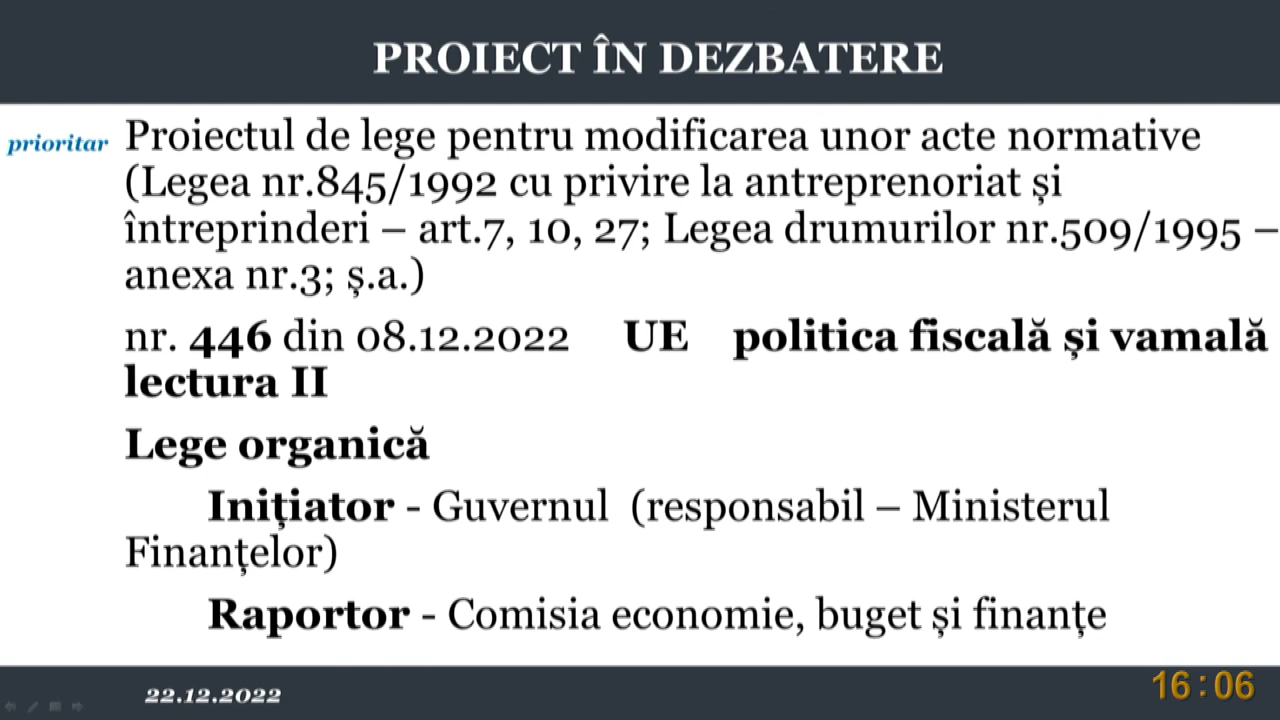 PROIECT ÎN DEZBATERE
prioritar Proiectul de lege pentru modificarea unor acte normative
(Legea nr.845/1992 cu privire la antreprenoriat și
întreprinderi – art.7, 10, 27; Legea drumurilor nr.509/1995 –
anexa nr.3; ș.a.)
nr. 446 din 08.12.2022 UE politica fiscală și vamală
lectura II
Lege organică
Inițiator - Guvernul (responsabil – Ministerul
Finanțelor)
Raportor - Comisia economie, buget și finanțe
22.12.2022 16:06